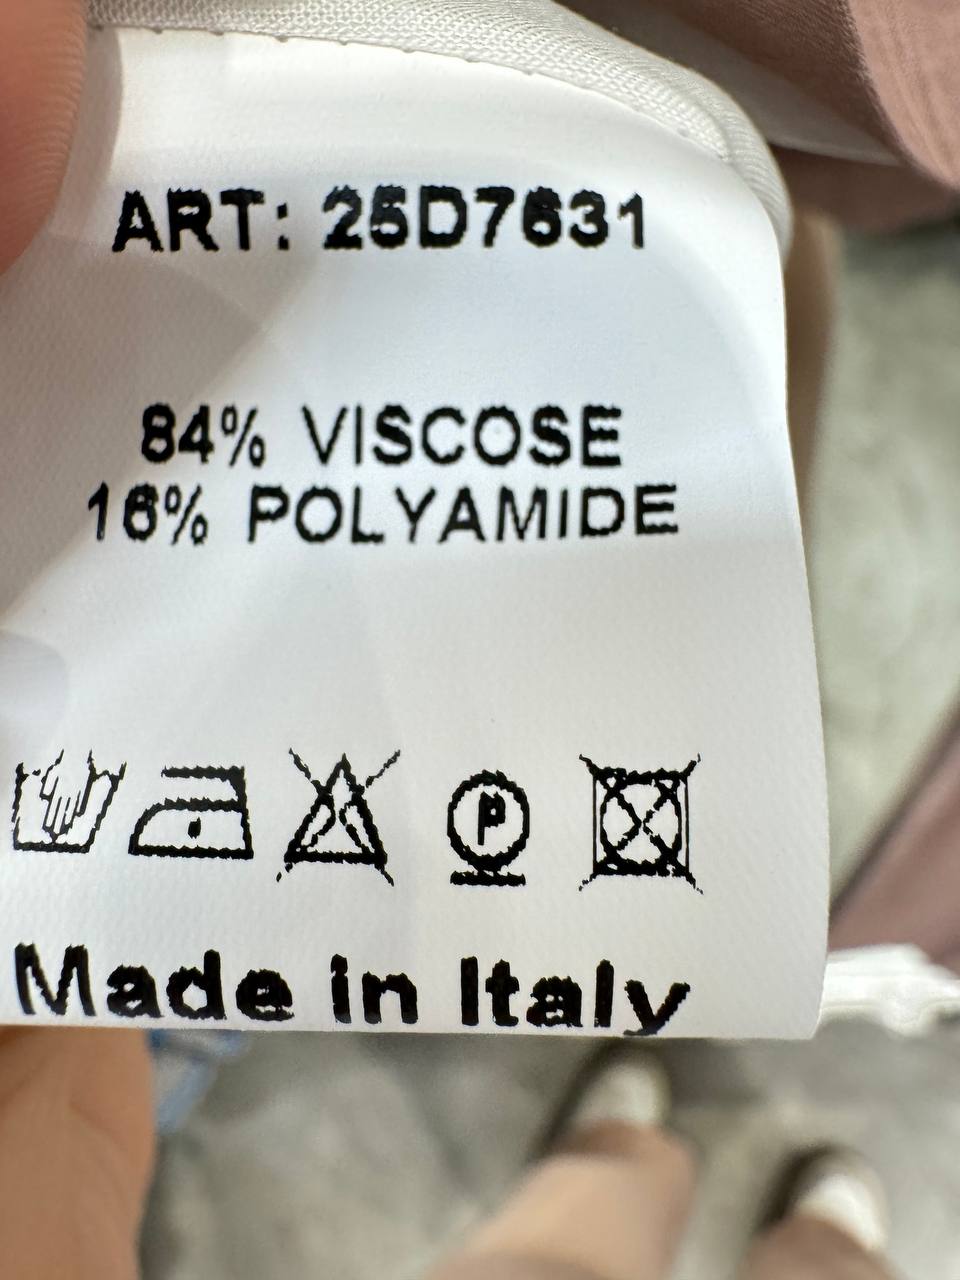 ART: 25D7631
84% VISCOSE
16% POLYAMIDE
P
Made in Italy